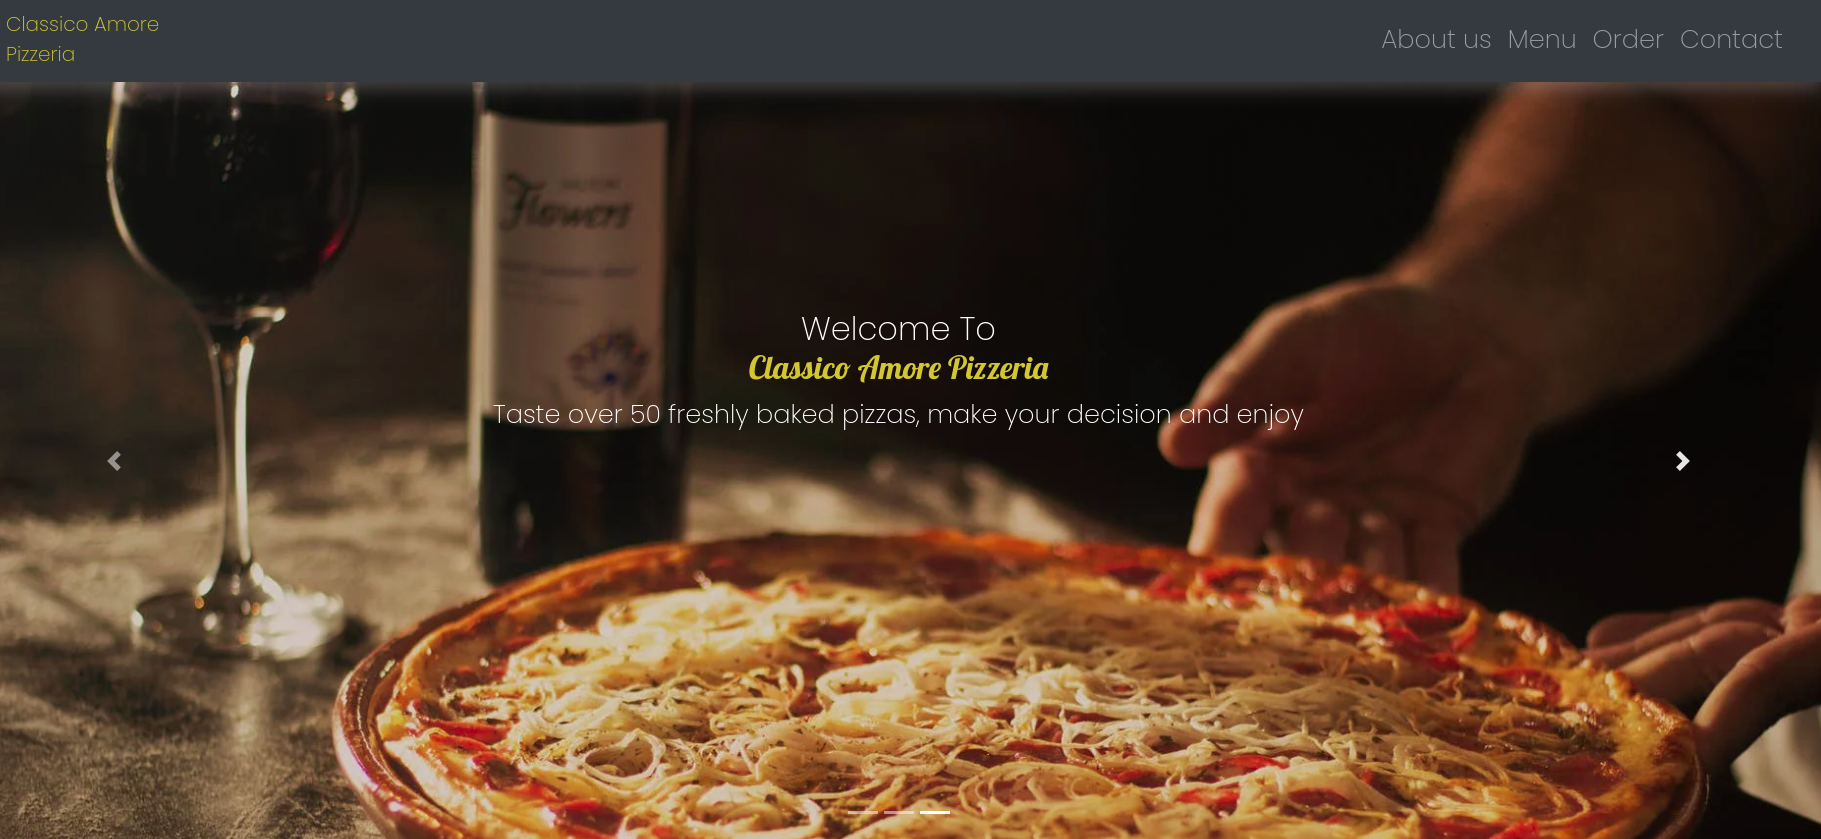 Classico Amore
Pizzeria
About us Menu Order Contact
Flowers
Welcome To
Classico Amore Pizzeria
Taste over 50 freshly baked pizzas, make your decision and enjoy